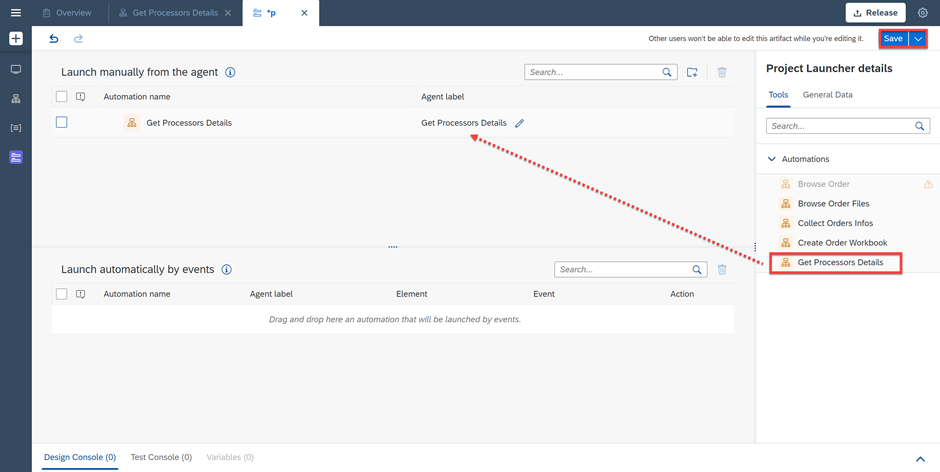 Overview
Get Processors Details
*p
Release
Other users won't be able to edit this artifact while you're editing it.
Save
Launch manually from the agent
Search...
Automation name
Agent label
Get Processors Details
Get Processors Details
Launch automatically by events
Search...
Automation name
Agent label
Element
Event
Action
Drag and drop here an automation that will be launched by events.
Project Launcher details
Tools
General Data
Search...
Automations
Browse Order
Browse Order Files
Collect Orders Infos
Create Order Workbook
Get Processors Details
Design Console (0)
Test Console (0)
Variables (0)